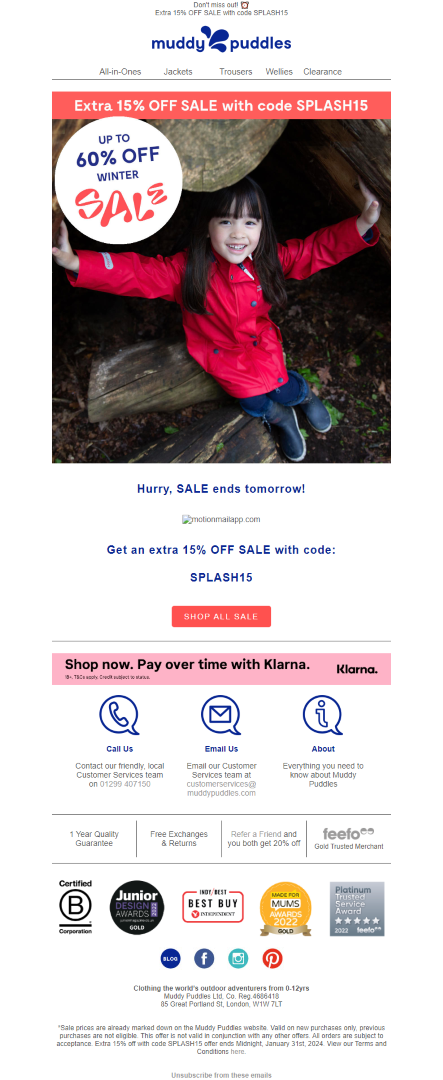 Don't miss out! ⏰
Extra 15% OFF SALE with code SPLASH15
muddy puddles
All-in-Ones Jackets Trousers Wellies Clearance
Extra 15% OFF SALE with code SPLASH15
UP TO
60% OFF
WINTER
SALE
Hurry, SALE ends tomorrow!
motionmailapp.com
Get an extra 15% OFF SALE with code:
SPLASH15
SHOP ALL SALE
Shop now. Pay over time with Klarna.
18+, T&Cs apply. Credit subject to status.
Klarna.
Call Us
Contact our friendly, local
Customer Services team
on 01299 407150
Email Us
Email our Customer
Services team at
customerservices@
muddypuddles.com
About
Everything you need to
know about Muddy
Puddles
1 Year Quality
Guarantee
Free Exchanges
& Returns
Refer a Friend and
you both get 20% off
feefo
Gold Trusted Merchant
Certified
B
Corporation
Junior
DESIGN
AWARDS 2022
GOLD
INDY/BEST
BEST BUY
INDEPENDENT
MADE FOR
MUMS
AWARDS
2022
GOLD
Platinum
Trusted
Service
Award
2022 feefo
BLOG
Clothing the world's outdoor adventurers from 0-12yrs
Muddy Puddles Ltd, Co. Reg.4686418
85 Great Portland St, London, W1W 7LT
*Sale prices are already marked down on the Muddy Puddles website. Valid on new purchases only, previous
purchases are not eligible. This offer is not valid in conjunction with any other offers. All orders are subject to
acceptance. Extra 15% off with code SPLASH15 offer ends Midnight, January 31st, 2024. View our Terms and
Conditions here.
Unsubscribe from these emails